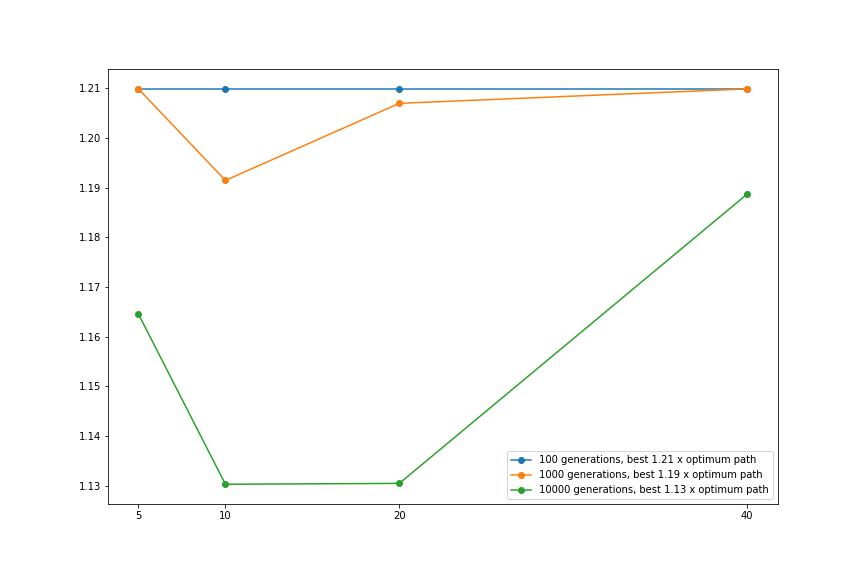 1.21
1.20
1.19
1.18
1.17
1.16
1.15
1.14
1.13
5 10 20 40
100 generations, best 1.21 x optimum path
1000 generations, best 1.19 x optimum path
10000 generations, best 1.13 x optimum path